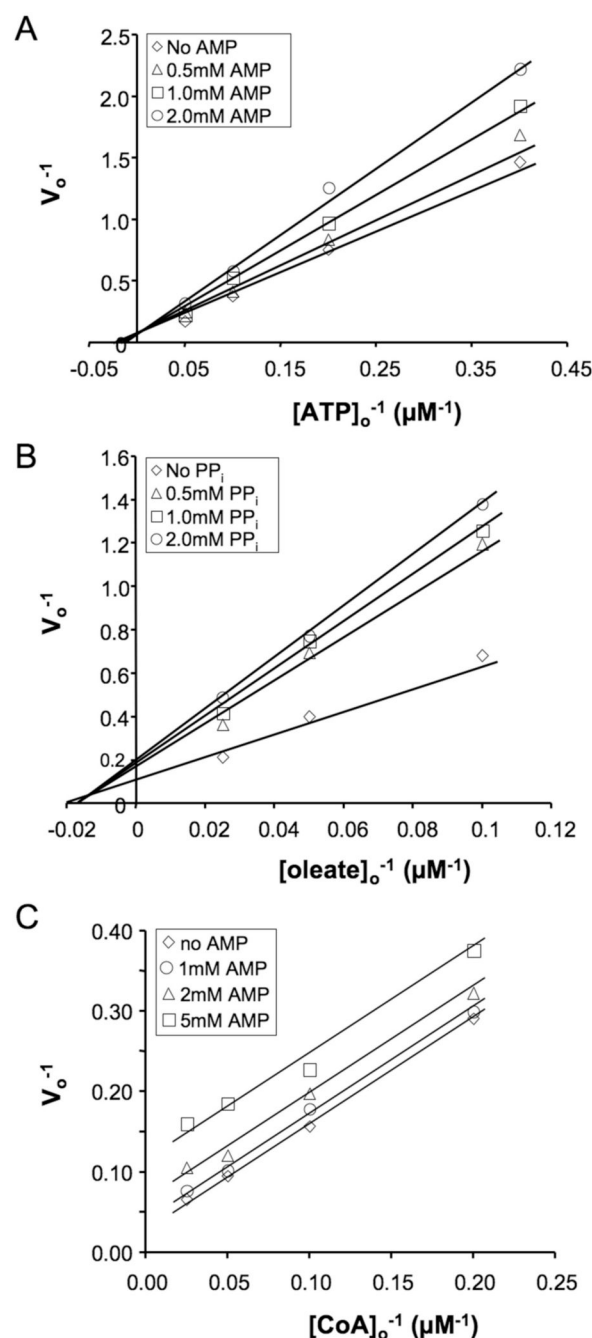 A
2.5
2.0
1.5
1.0
0.5
0
V₀⁻¹
◇ No AMP
△ 0.5mM AMP
□ 1.0mM AMP
○ 2.0mM AMP
-0.05 0.05 0.15 0.25 0.35 0.45
[ATP]ₒ⁻¹ (µM⁻¹)
B
1.6
1.4
1.2
1.0
0.8
0.6
0.4
0.2
0
Vₒ⁻¹
◇ No PPᵢ
△ 0.5mM PPᵢ
□ 1.0mM PPᵢ
○ 2.0mM PPᵢ
-0.02 0 0.02 0.04 0.06 0.08 0.1 0.12
[oleate]ₒ⁻¹ (µM⁻¹)
C
0.40
0.30
0.20
0.10
0.00
Vₒ⁻¹
◇ no AMP
○ 1mM AMP
△ 2mM AMP
□ 5mM AMP
0.00 0.05 0.10 0.15 0.20 0.25
[CoA]ₒ⁻¹ (µM⁻¹)